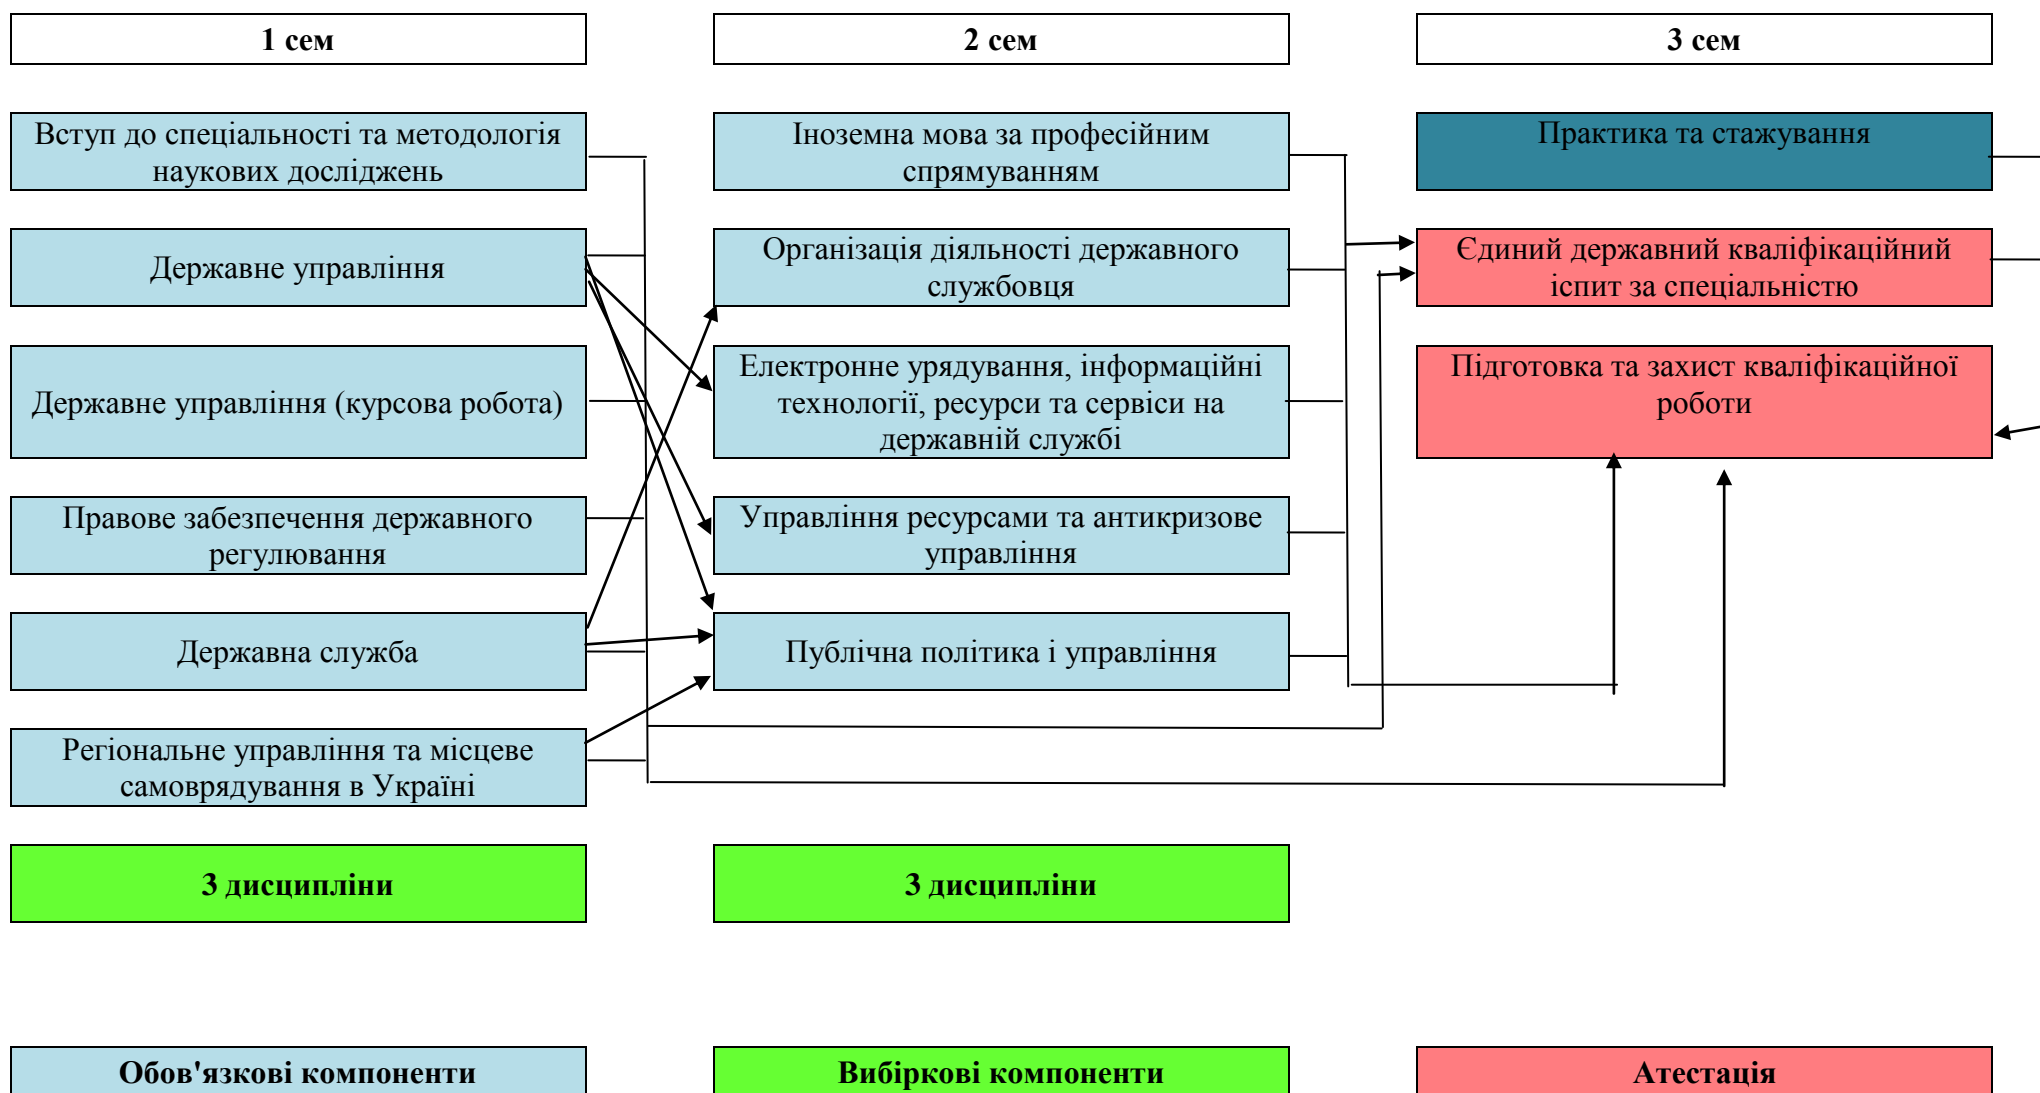 1 сем
2 сем
3 сем
Вступ до спеціальності та методологія
наукових досліджень
Іноземна мова за професійним
спрямуванням
Практика та стажування
Державне управління
Організація діяльності державного
службовця
Єдиний державний кваліфікаційний
іспит за спеціальністю
Державне управління (курсова робота)
Електронне урядування, інформаційні
технології, ресурси та сервіси на
державній службі
Підготовка та захист кваліфікаційної
роботи
Правове забезпечення державного
регулювання
Управління ресурсами та антикризове
управління
Державна служба
Публічна політика і управління
Регіональне управління та місцеве
самоврядування в Україні
3 дисципліни
3 дисципліни
Обов'язкові компоненти
Вибіркові компоненти
Атестація